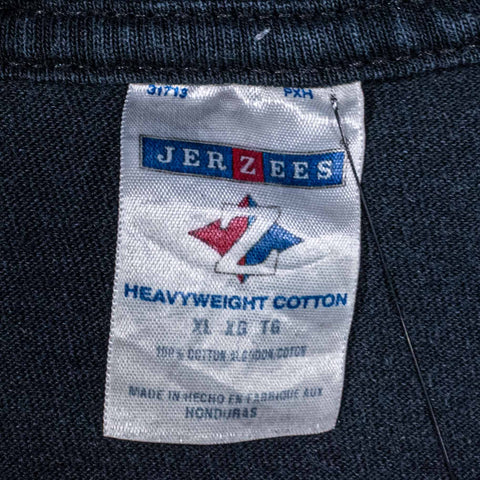 31713 PXH
JERZEES
Z
HEAVYWEIGHT COTTON
XL XG TG
100% COTTON ALGODON COTON
MADE IN HECHO EN FABRIQUE AUX
HONDURAS